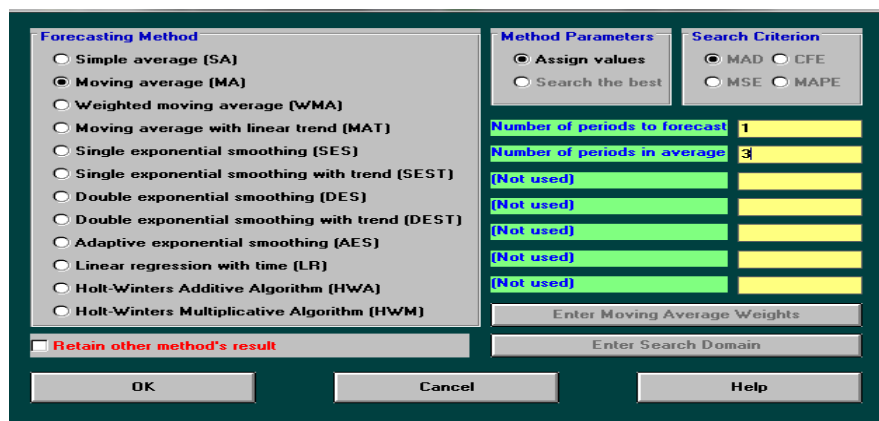 Forecasting Method
Simple average (SA)
Moving average (MA)
Weighted moving average (WMA)
Moving average with linear trend (MAT)
Single exponential smoothing (SES)
Single exponential smoothing with trend (SEST)
Double exponential smoothing (DES)
Double exponential smoothing with trend (DEST)
Adaptive exponential smoothing (AES)
Linear regression with time (LR)
Holt-Winters Additive Algorithm (HWA)
Holt-Winters Multiplicative Algorithm (HWM)
Retain other method's result
Method Parameters
Assign values
Search the best
Search Criterion
MAD CFE
MSE MAPE
Number of periods to forecast 1
Number of periods in average 3
(Not used)
(Not used)
(Not used)
(Not used)
(Not used)
Enter Moving Average Weights
Enter Search Domain
OK Cancel Help